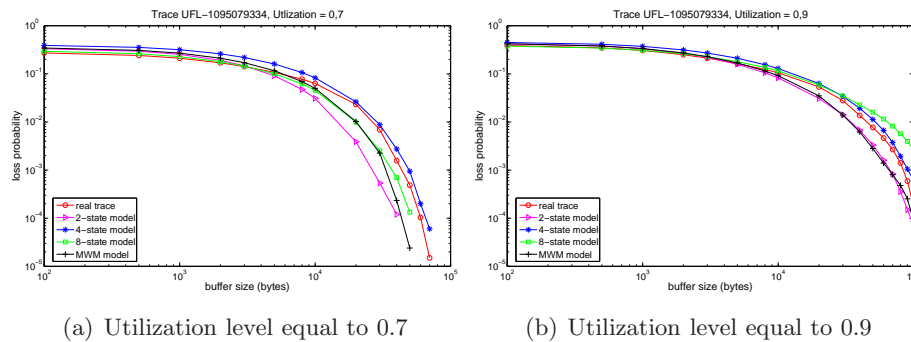 Trace UFL−1095079334, Utilization = 0,7
10^0
10^−1
10^−2
10^−3
10^−4
10^−5
loss probability
real trace
2−state model
4−state model
8−state model
MWM model
10^2 10^3 10^4 10^5
buffer size (bytes)
(a) Utilization level equal to 0.7
Trace UFL−1095079334, Utilization = 0,9
10^0
10^−1
10^−2
10^−3
10^−4
10^−5
loss probability
real trace
2−state model
4−state model
8−state model
MWM model
10^2 10^3 10^4
buffer size (bytes)
(b) Utilization level equal to 0.9